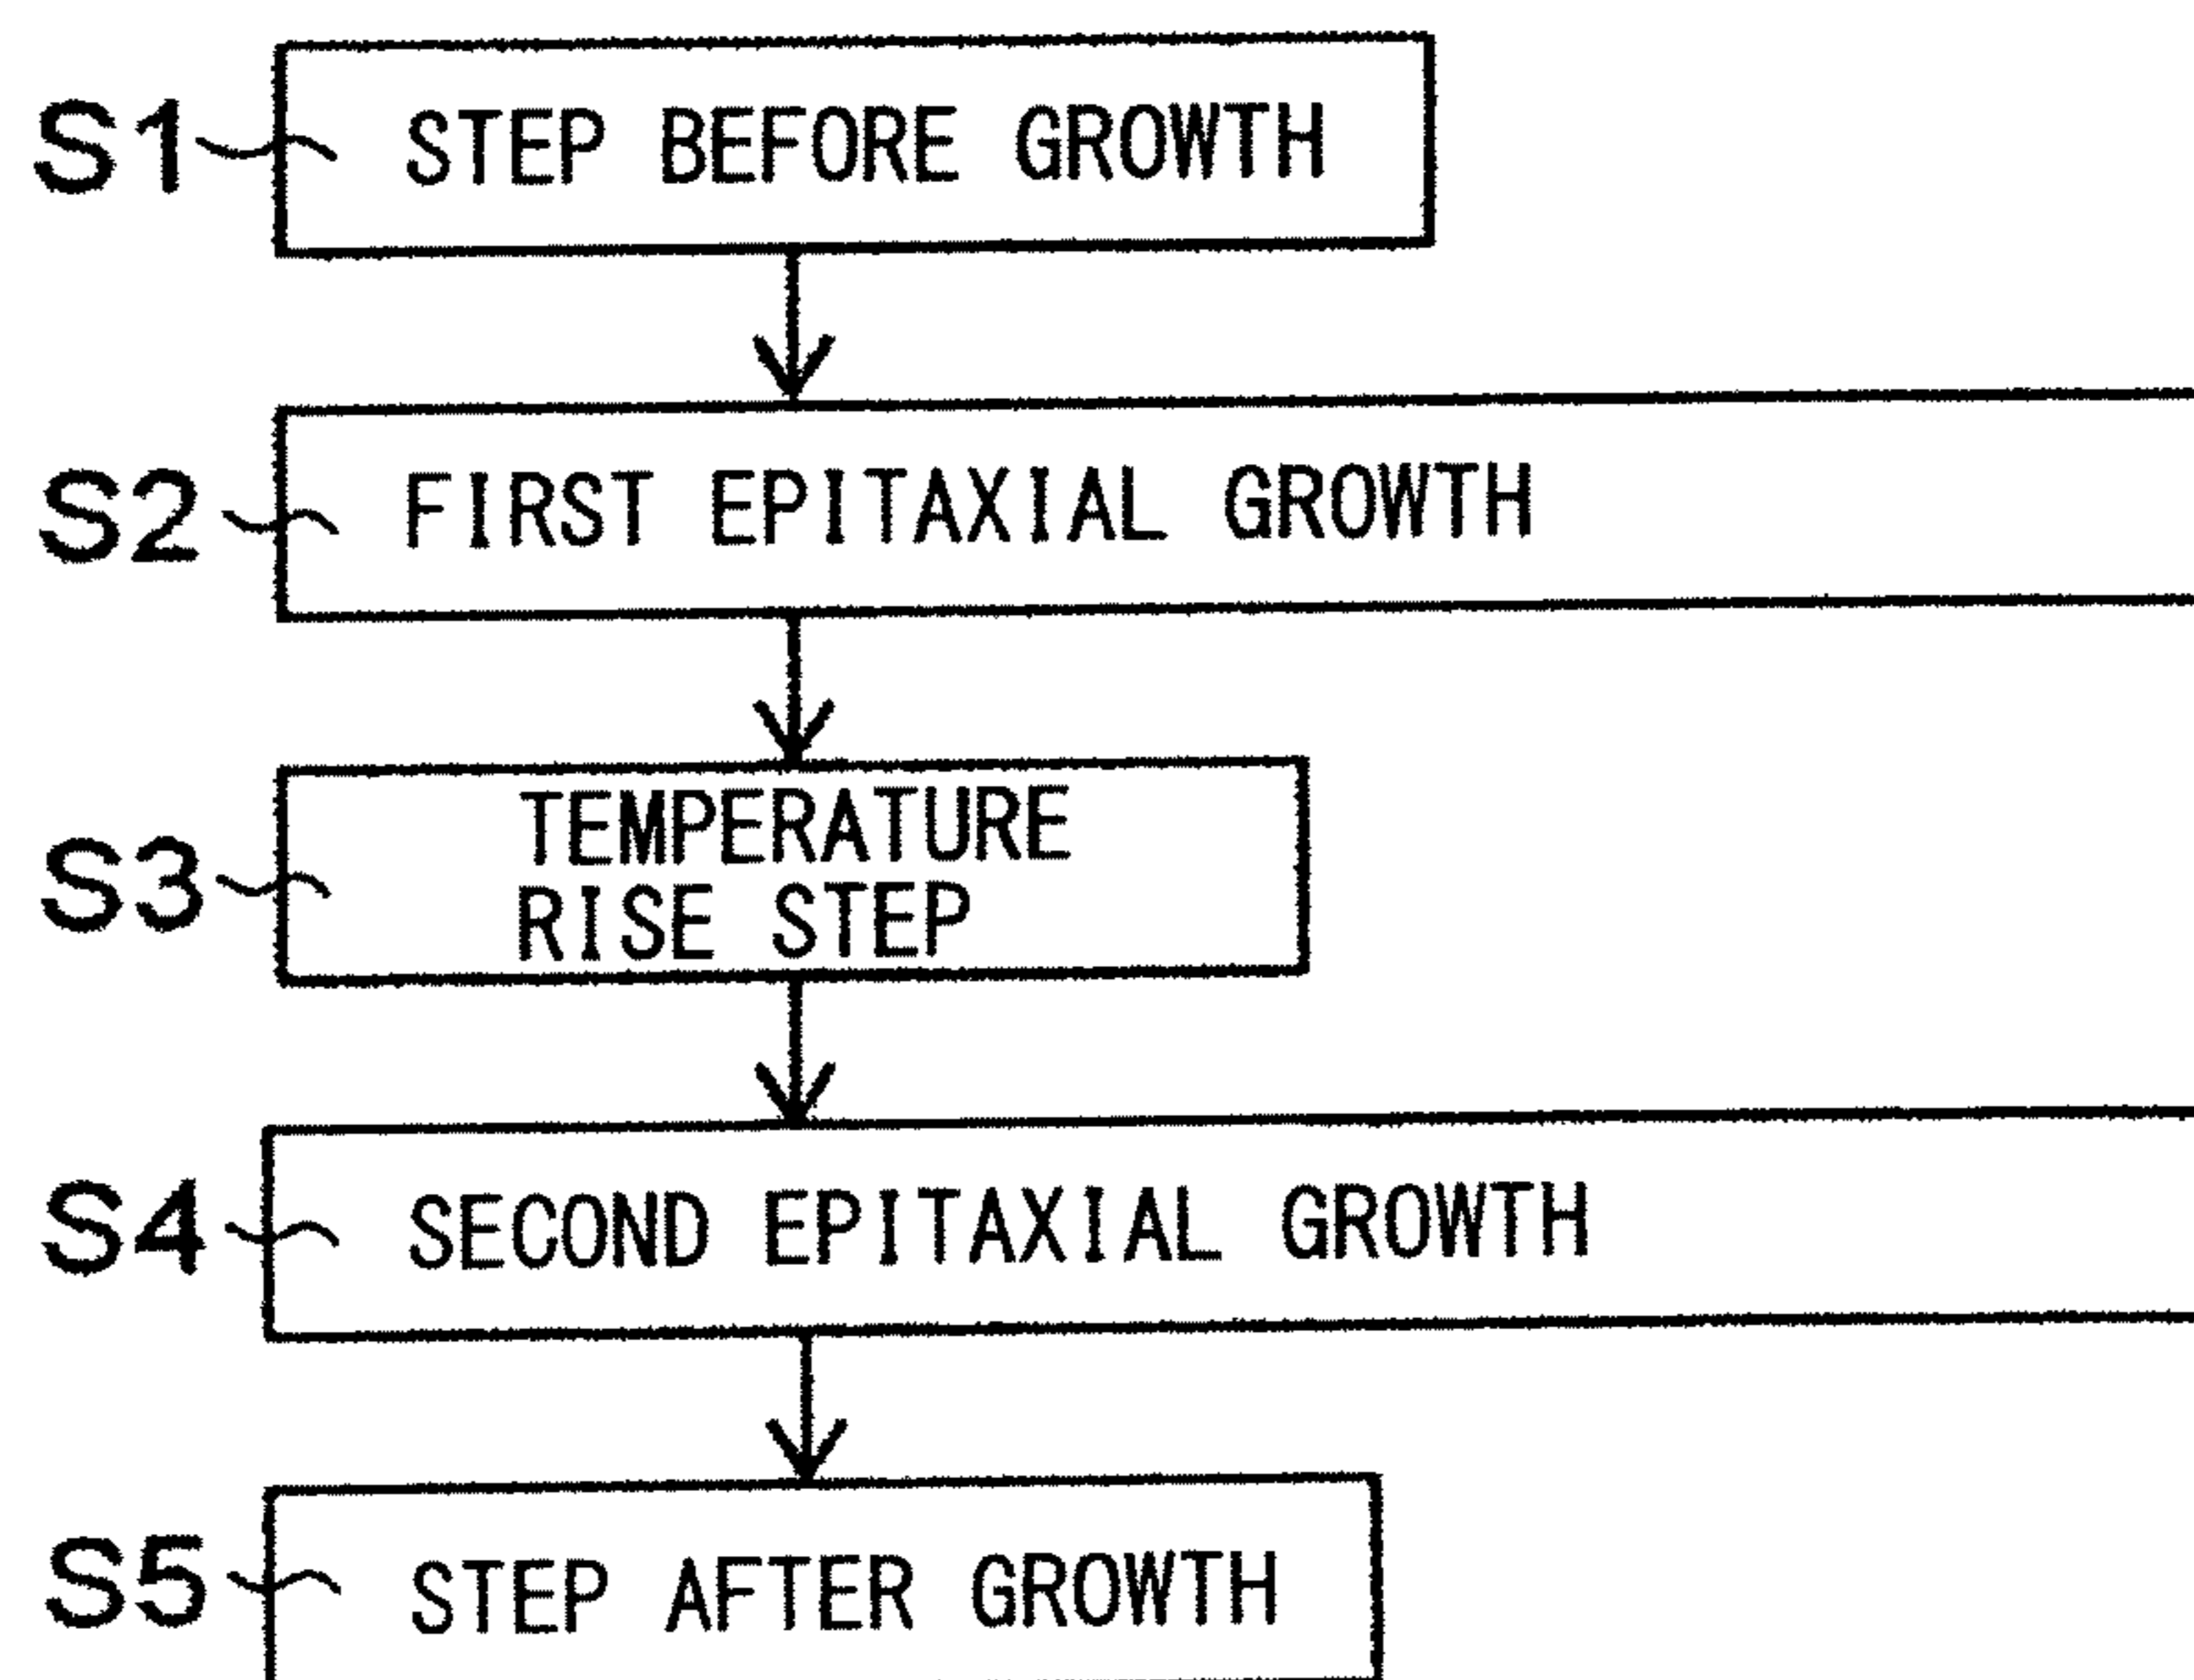 S1 STEP BEFORE GROWTH
S2 FIRST EPITAXIAL GROWTH
S3 TEMPERATURE
RISE STEP
S4 SECOND EPITAXIAL GROWTH
S5 STEP AFTER GROWTH